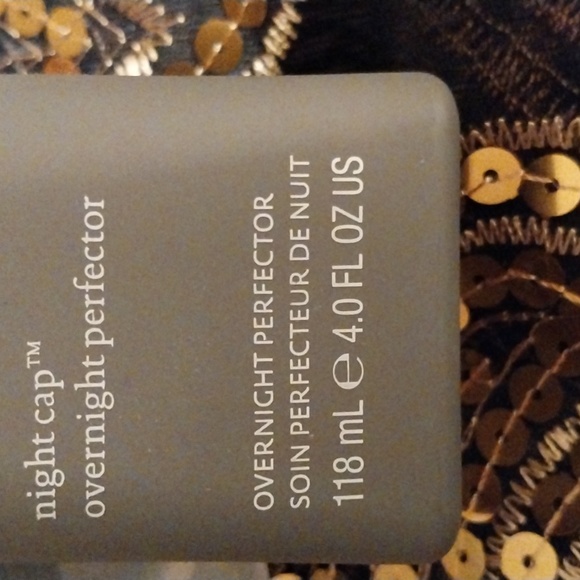 night cap™
overnight perfector
OVERNIGHT PERFECTOR
SOIN PERFECTEUR DE NUIT
118 mL ℮ 4.0 FL OZ US